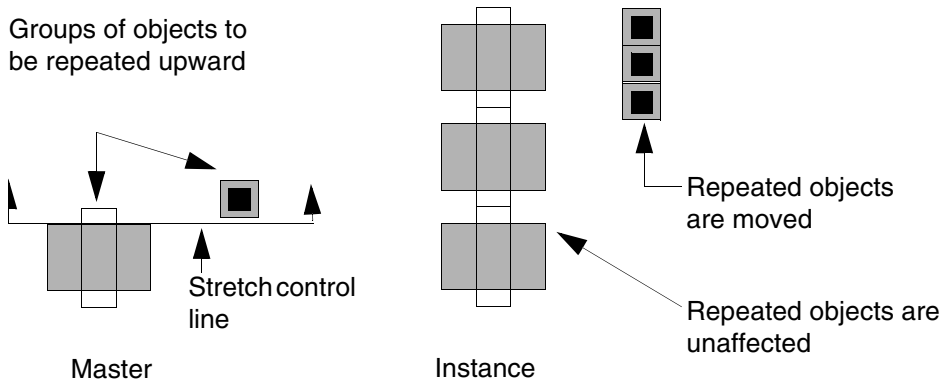 Groups of objects to
be repeated upward
Stretch control
line
Master
Repeated objects
are moved
Repeated objects are
unaffected
Instance